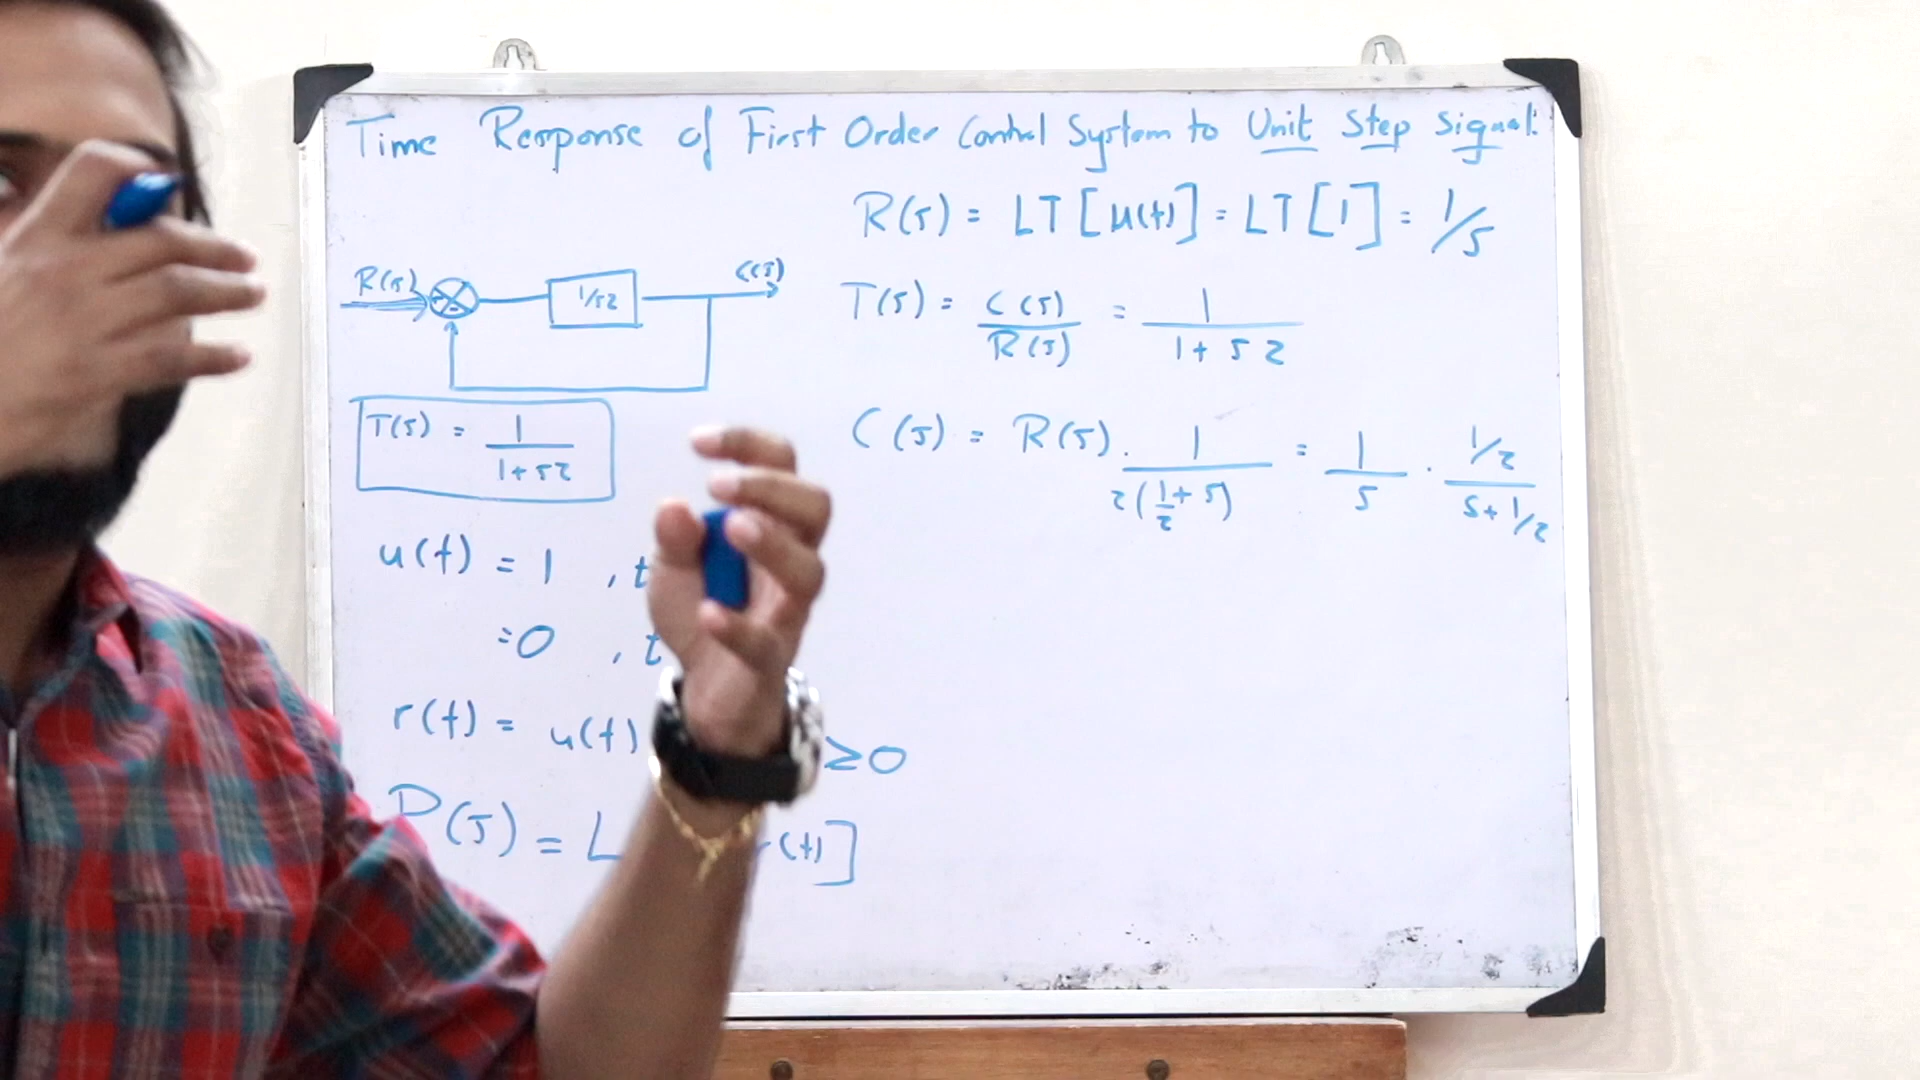 Time Response of First Order Control System to Unit Step Signal:
R(s) = LT [u(t)] = LT [1] = 1/s
R(s)
1/sτ
C(s)
T(s) = C(s)/R(s) = 1/(1+sτ)
T(s) = 1/(1+sτ)
C(s) = R(s) . 1/(τ(1/τ + s)) = 1/s . (1/τ)/(s+1/τ)
u(t) = 1 , t
=0 , t
r(t) = u(t) ≥0
R(s) = L r(t)]